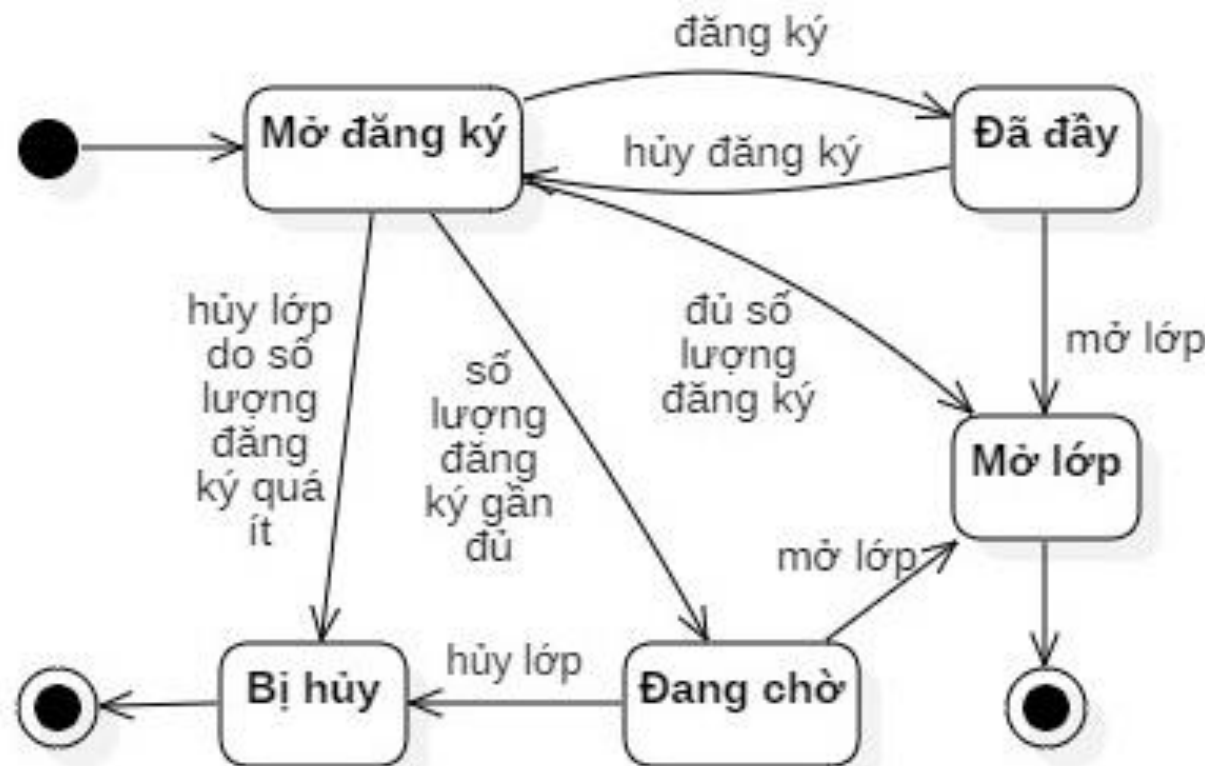 đăng ký
Mở đăng ký
Đã đầy
hủy đăng ký
hủy lớp
do số
lượng
đăng
ký quá
ít
số
lượng
đăng
ký gần
đủ
đủ số
lượng
đăng ký
mở lớp
Mở lớp
mở lớp
Bị hủy
hủy lớp
Đang chờ